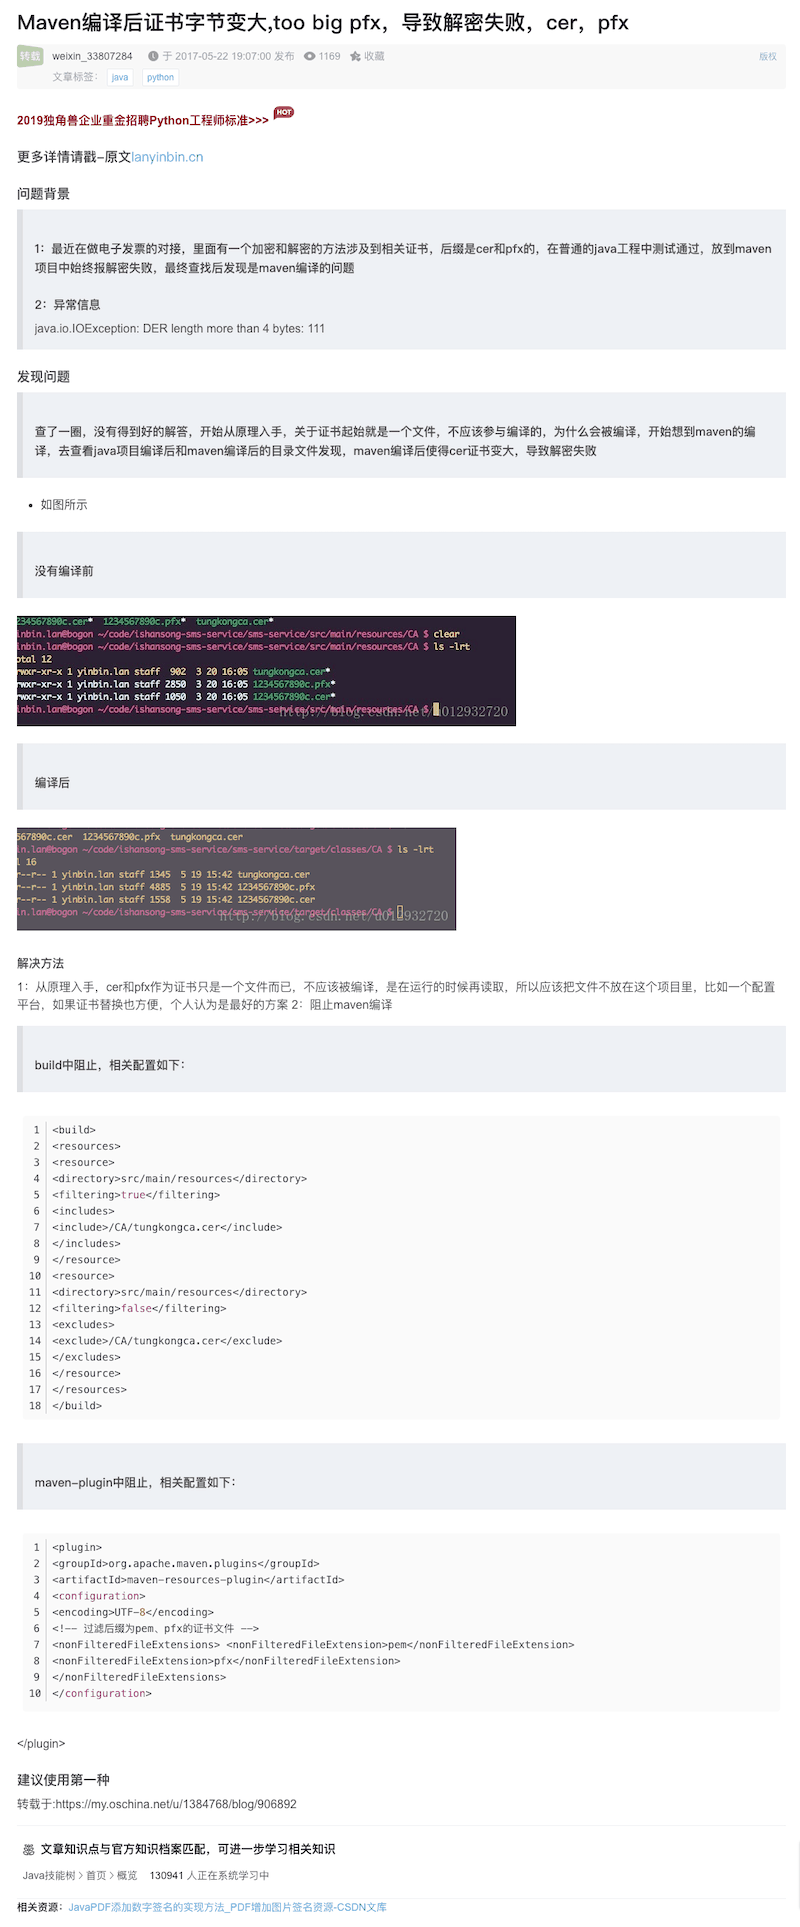 Maven编译后证书字节变大,too big pfx，导致解密失败，cer，pfx
转载 weixin_33807284 于 2017-05-22 19:07:00 发布 1169 收藏 版权
文章标签： java python
2019独角兽企业重金招聘Python工程师标准>>> HOT
更多详情请戳-原文lanyinbin.cn
问题背景
1：最近在做电子发票的对接，里面有一个加密和解密的方法涉及到相关证书，后缀是cer和pfx的，在普通的java工程中测试通过，放到maven
项目中始终报解密失败，最终查找后发现是maven编译的问题
2：异常信息
java.io.IOException: DER length more than 4 bytes: 111
发现问题
查了一圈，没有得到好的解答，开始从原理入手，关于证书起始就是一个文件，不应该参与编译的，为什么会被编译，开始想到maven的编
译，去查看java项目编译后和maven编译后的目录文件发现，maven编译后使得cer证书变大，导致解密失败
• 如图所示
没有编译前
234567890c.cer* 1234567890c.pfx* tungkongca.cer*
inbin.lan@bogon ~/code/ishansong-sms-service/sms-service/src/main/resources/CA $ clear
inbin.lan@bogon ~/code/ishansong-sms-service/sms-service/src/main/resources/CA $ ls -lrt
otal 12
rwxr-xr-x 1 yinbin.lan staff 902 3 20 16:05 tungkongca.cer*
rwxr-xr-x 1 yinbin.lan staff 2850 3 20 16:05 1234567890c.pfx*
rwxr-xr-x 1 yinbin.lan staff 1050 3 20 16:05 1234567890c.cer*
inbin.lan@bogon ~/code/ishansong-sms-service/sms-service/src/main/resources/CA $
http://blog.csdn.net/u012932720
编译后
567890c.cer 1234567890c.pfx tungkongca.cer
in.lan@bogon ~/code/ishansong-sms-service/sms-service/target/classes/CA $ ls -lrt
l 16
r--r-- 1 yinbin.lan staff 1345 5 19 15:42 tungkongca.cer
r--r-- 1 yinbin.lan staff 4885 5 19 15:42 1234567890c.pfx
r--r-- 1 yinbin.lan staff 1558 5 19 15:42 1234567890c.cer
in.lan@bogon ~/code/ishansong-sms-service/sms-service/target/classes/CA $
http://blog.csdn.net/u012932720
解决方法
1：从原理入手，cer和pfx作为证书只是一个文件而已，不应该被编译，是在运行的时候再读取，所以应该把文件不放在这个项目里，比如一个配置
平台，如果证书替换也方便，个人认为是最好的方案 2：阻止maven编译
build中阻止，相关配置如下：
1 <build>
2 <resources>
3 <resource>
4 <directory>src/main/resources</directory>
5 <filtering>true</filtering>
6 <includes>
7 <include>/CA/tungkongca.cer</include>
8 </includes>
9 </resource>
10 <resource>
11 <directory>src/main/resources</directory>
12 <filtering>false</filtering>
13 <excludes>
14 <exclude>/CA/tungkongca.cer</exclude>
15 </excludes>
16 </resource>
17 </resources>
18 </build>
maven-plugin中阻止，相关配置如下：
1 <plugin>
2 <groupId>org.apache.maven.plugins</groupId>
3 <artifactId>maven-resources-plugin</artifactId>
4 <configuration>
5 <encoding>UTF-8</encoding>
6 <!-- 过滤后缀为pem、pfx的证书文件 -->
7 <nonFilteredFileExtensions> <nonFilteredFileExtension>pem</nonFilteredFileExtension>
8 <nonFilteredFileExtension>pfx</nonFilteredFileExtension>
9 </nonFilteredFileExtensions>
10 </configuration>
</plugin>
建议使用第一种
转载于:https://my.oschina.net/u/1384768/blog/906892
文章知识点与官方知识档案匹配，可进一步学习相关知识
Java技能树 > 首页 > 概览 130941 人正在系统学习中
相关资源：JavaPDF添加数字签名的实现方法_PDF增加图片签名资源-CSDN文库